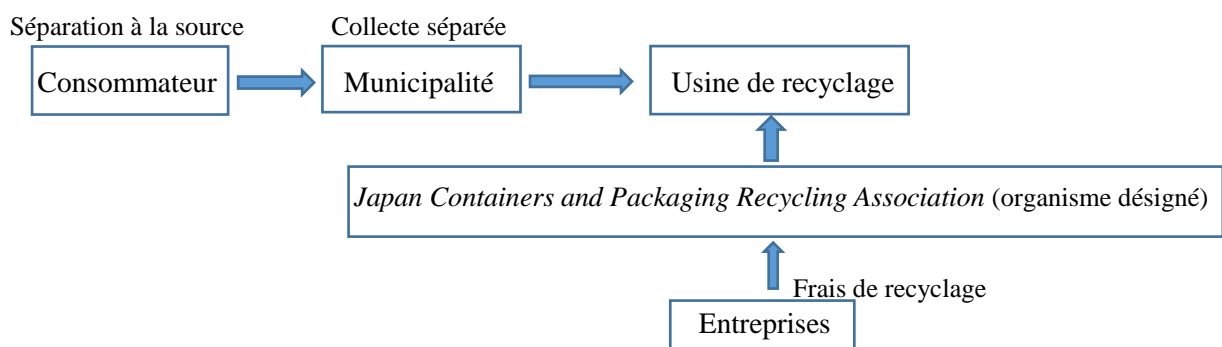 Séparation à la source
Collecte séparée
Consommateur
Municipalité
Usine de recyclage
Japan Containers and Packaging Recycling Association (organisme désigné)
Frais de recyclage
Entreprises